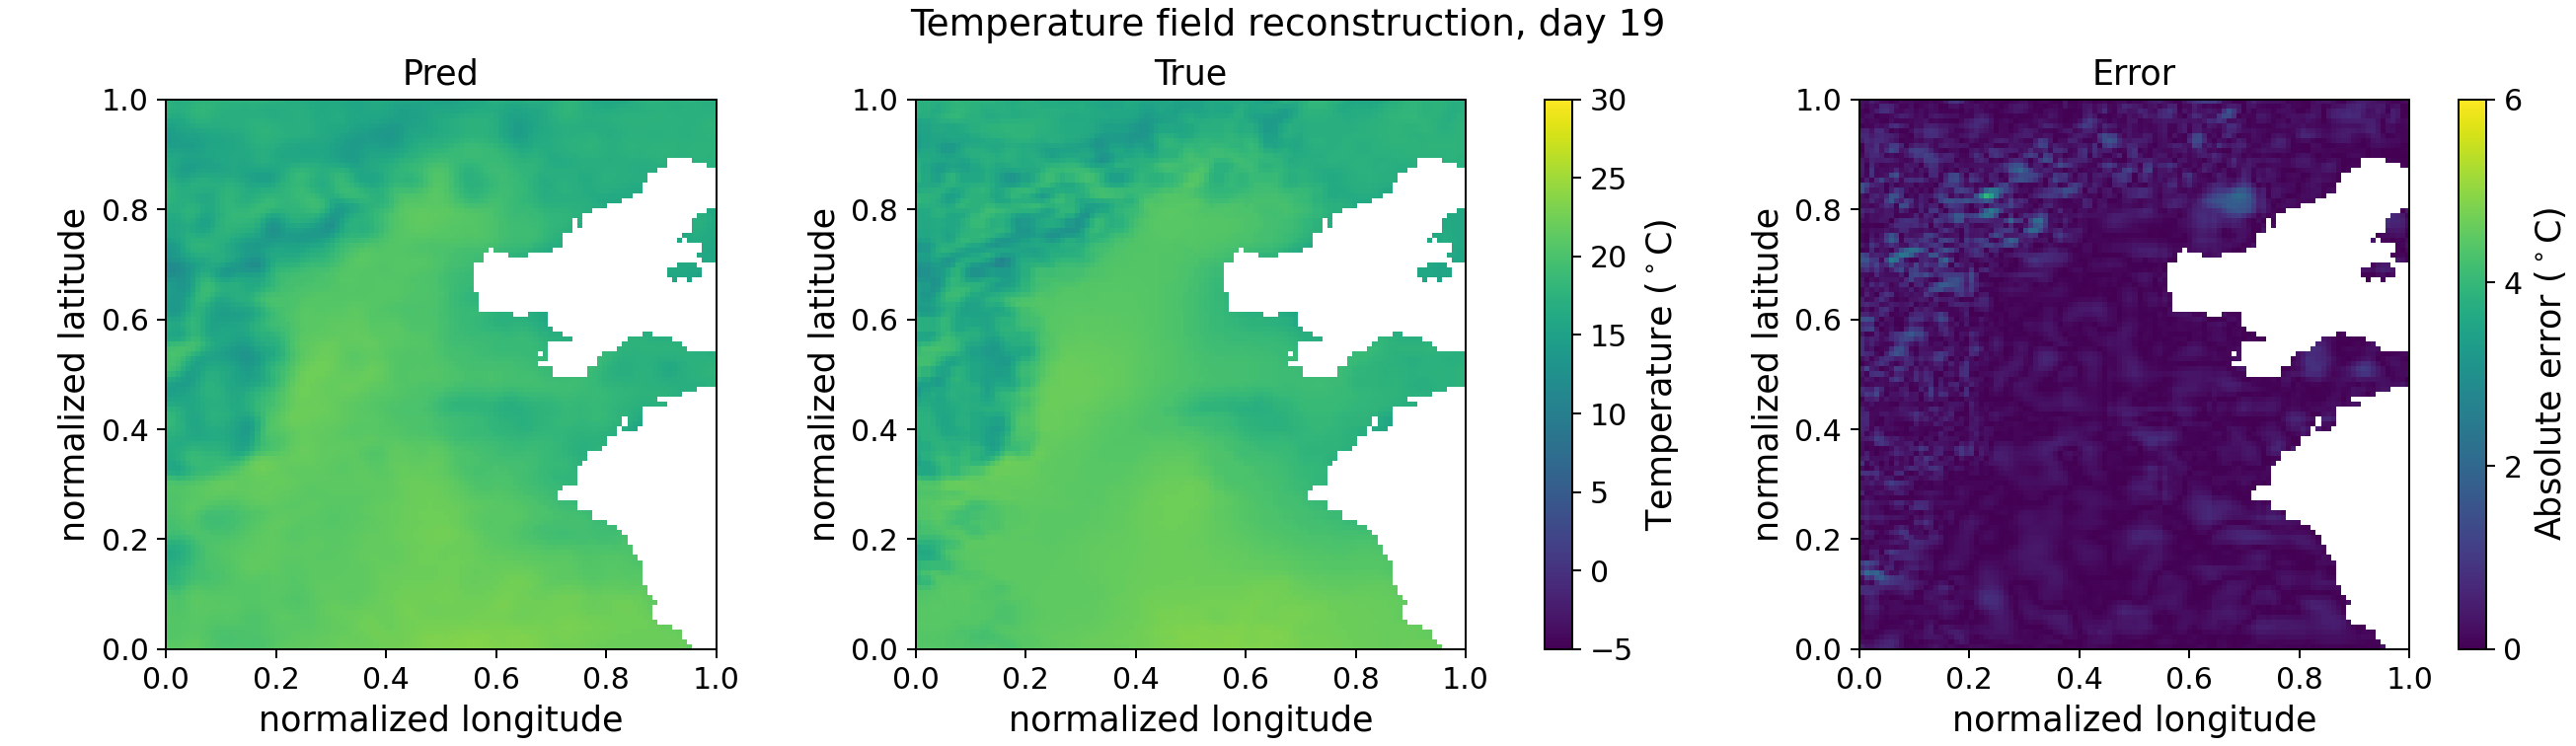 Temperature field reconstruction, day 19
Pred
1.0
0.8
0.6
0.4
0.2
0.0
normalized latitude
0.0 0.2 0.4 0.6 0.8 1.0
normalized longitude
True
1.0
0.8
0.6
0.4
0.2
0.0
normalized latitude
0.0 0.2 0.4 0.6 0.8 1.0
normalized longitude
30
25
20
15
10
5
0
−5
Temperature (°C)
Error
1.0
0.8
0.6
0.4
0.2
0.0
normalized latitude
0.0 0.2 0.4 0.6 0.8 1.0
normalized longitude
6
4
2
0
Absolute error (°C)